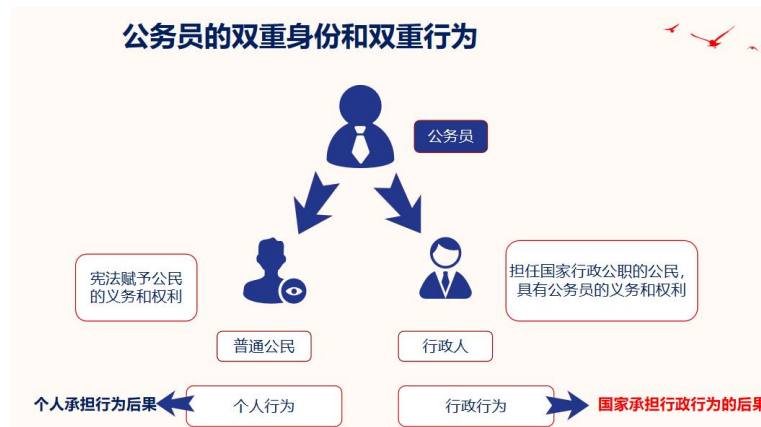 公务员的双重身份和双重行为
公务员
宪法赋予公民
的义务和权利
担任国家行政公职的公民，
具有公务员的义务和权利
普通公民
行政人
个人承担行为后果
个人行为
行政行为
国家承担行政行为的后果